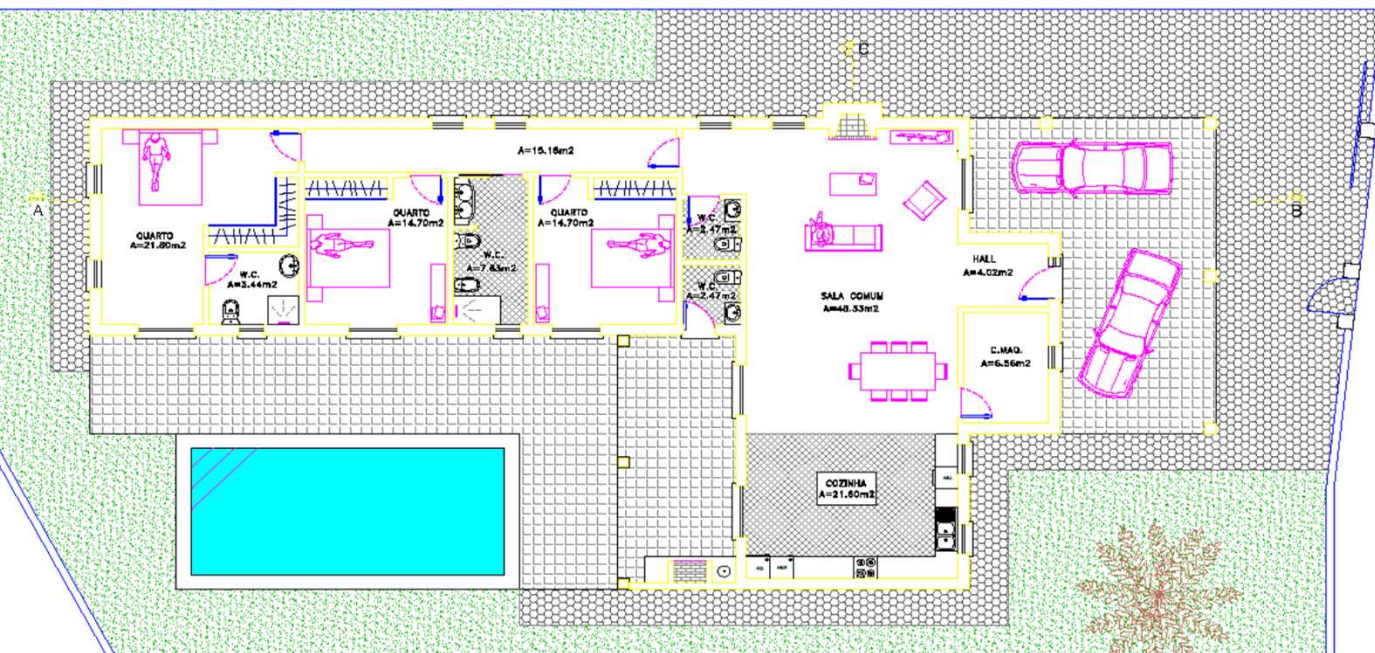 C
A=15.16m2
A
B
QUARTO
A=21.80m2
QUARTO
A=14.70m2
QUARTO
A=14.70m2
W.C.
A=3.44m2
W.C.
A=7.63m2
W.C.
A=2.47m2
W.C.
A=2.47m2
HALL
A=4.02m2
SALA COMUM
A=48.33m2
C.MAQ.
A=6.56m2
COZINHA
A=21.60m2